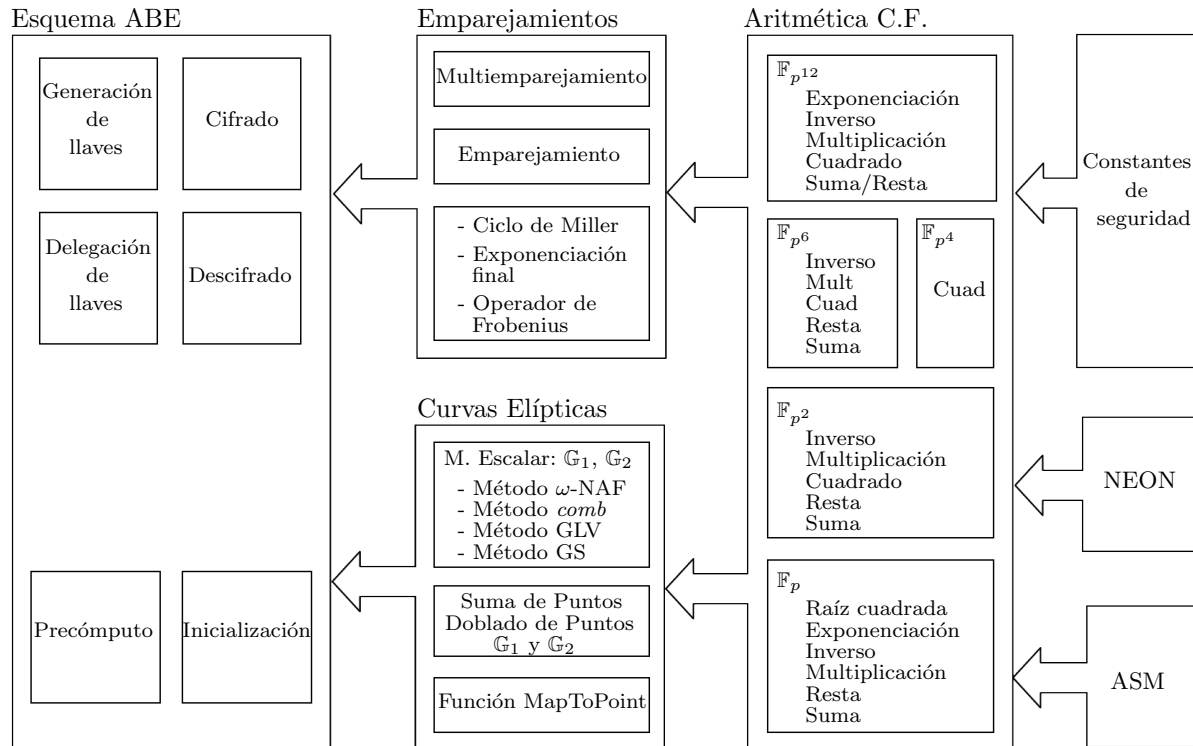 Esquema ABE
Generación
de
llaves
Cifrado
Delegación
de
llaves
Descifrado
Precómputo
Inicialización
Emparejamientos
Multiemparejamiento
Emparejamiento
- Ciclo de Miller
- Exponenciación
final
- Operador de
Frobenius
Curvas Elípticas
M. Escalar: 𝔾₁, 𝔾₂
- Método ω-NAF
- Método comb
- Método GLV
- Método GS
Suma de Puntos
Doblado de Puntos
𝔾₁ y 𝔾₂
Función MapToPoint
Aritmética C.F.
𝔽p¹²
Exponenciación
Inverso
Multiplicación
Cuadrado
Suma/Resta
𝔽p⁶
Inverso
Mult
Cuad
Resta
Suma
𝔽p⁴
Cuad
𝔽p²
Inverso
Multiplicación
Cuadrado
Resta
Suma
𝔽p
Raíz cuadrada
Exponenciación
Inverso
Multiplicación
Resta
Suma
Constantes
de
seguridad
NEON
ASM